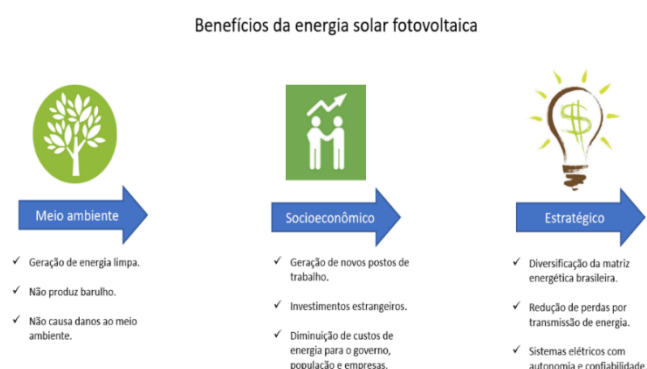 Benefícios da energia solar fotovoltaica
$
Meio ambiente
Socioeconômico
Estratégico
✓ Geração de energia limpa.
✓ Não produz barulho.
✓ Não causa danos ao meio
ambiente.
✓ Geração de novos postos de
trabalho.
✓ Investimentos estrangeiros.
✓ Diminuição de custos de
energia para o governo,
população e empresas.
✓ Diversificação da matriz
energética brasileira.
✓ Redução de perdas por
transmissão de energia.
✓ Sistemas elétricos com
autonomia e confiabilidade.